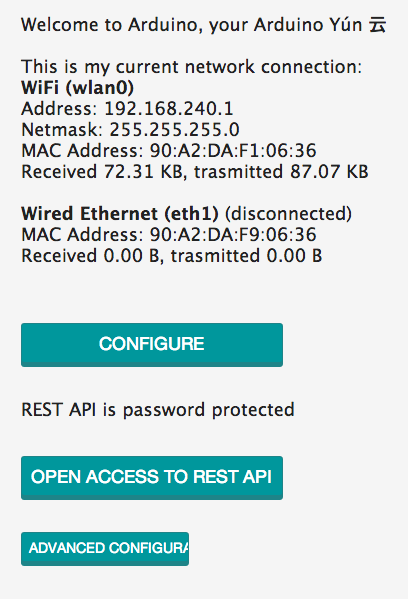 Welcome to Arduino, your Arduino Yún 云
This is my current network connection:
WiFi (wlan0)
Address: 192.168.240.1
Netmask: 255.255.255.0
MAC Address: 90:A2:DA:F1:06:36
Received 72.31 KB, trasmitted 87.07 KB
Wired Ethernet (eth1) (disconnected)
MAC Address: 90:A2:DA:F9:06:36
Received 0.00 B, trasmitted 0.00 B
CONFIGURE
REST API is password protected
OPEN ACCESS TO REST API
ADVANCED CONFIGURA